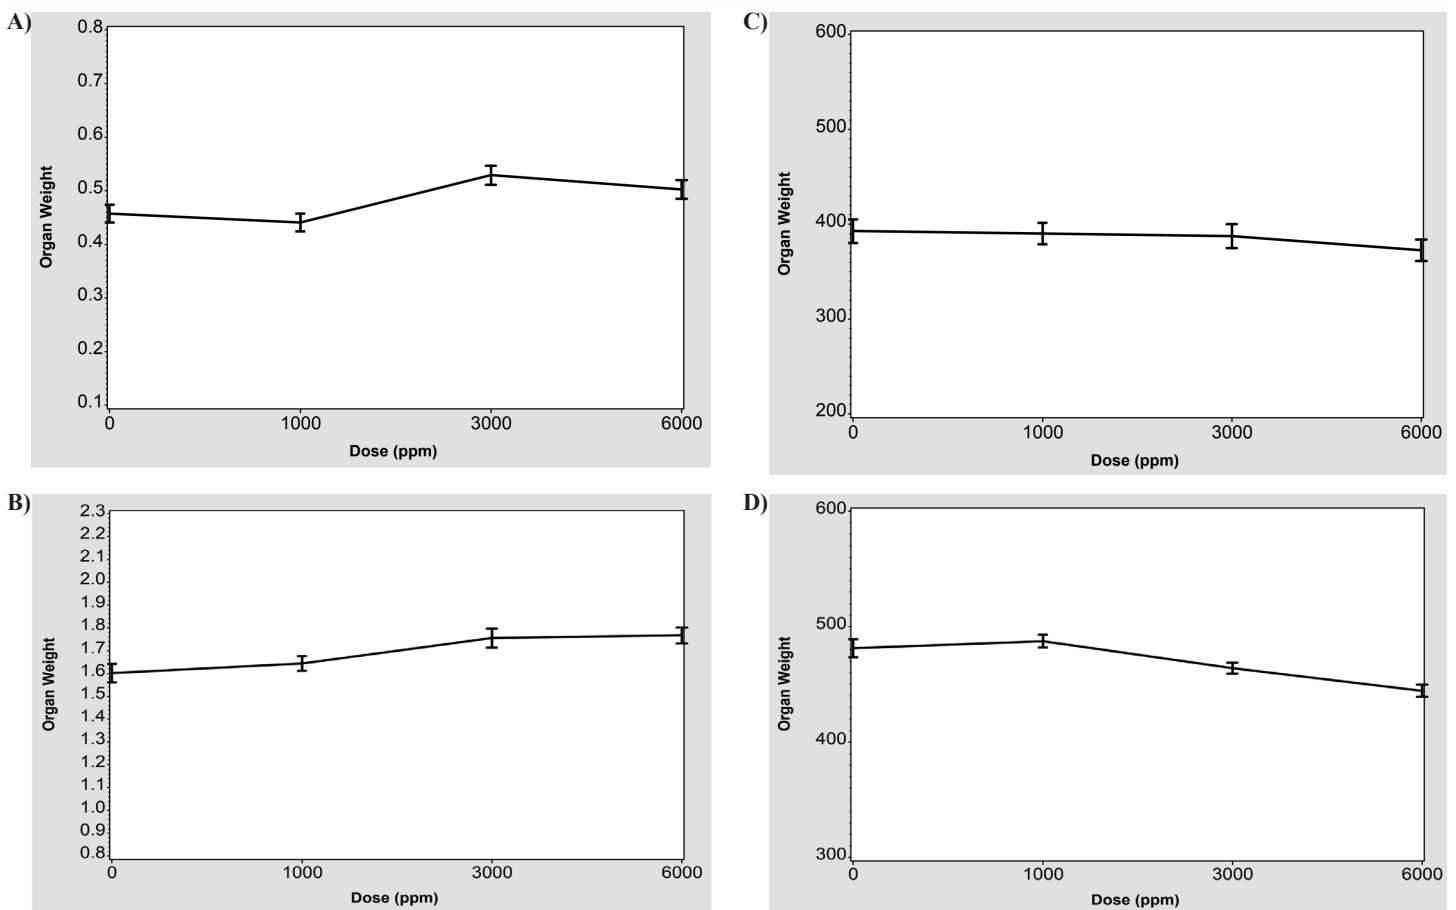 A)
Organ Weight
0.8
0.7
0.6
0.5
0.4
0.3
0.2
0.1
0 1000 3000 6000
Dose (ppm)
C)
Organ Weight
600
500
400
300
200
0 1000 3000 6000
Dose (ppm)
B)
Organ Weight
2.3
2.2
2.1
2.0
1.9
1.8
1.7
1.6
1.5
1.4
1.3
1.2
1.1
1.0
0.9
0.8
0 1000 3000 6000
Dose (ppm)
D)
Organ Weight
600
500
400
300
0 1000 3000 6000
Dose (ppm)